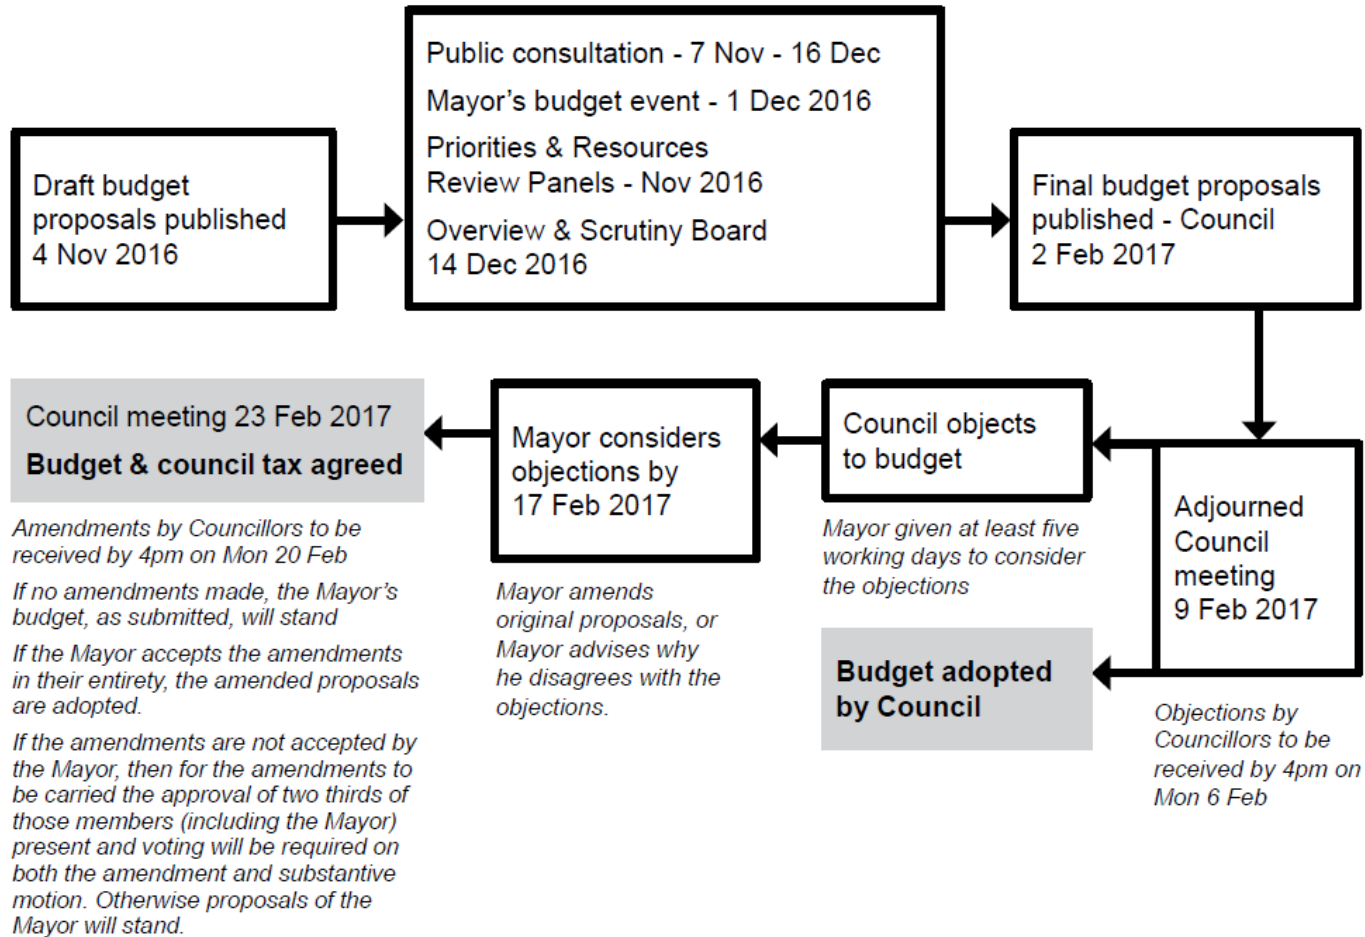 Public consultation - 7 Nov - 16 Dec
Mayor's budget event - 1 Dec 2016
Priorities & Resources
Review Panels - Nov 2016
Overview & Scrutiny Board
14 Dec 2016
Draft budget
proposals published
4 Nov 2016
Final budget proposals
published - Council
2 Feb 2017
Council meeting 23 Feb 2017
Budget & council tax agreed
Amendments by Councillors to be
received by 4pm on Mon 20 Feb
If no amendments made, the Mayor's
budget, as submitted, will stand
If the Mayor accepts the amendments
in their entirety, the amended proposals
are adopted.
If the amendments are not accepted by
the Mayor, then for the amendments to
be carried the approval of two thirds of
those members (including the Mayor)
present and voting will be required on
both the amendment and substantive
motion. Otherwise proposals of the
Mayor will stand.
Mayor considers
objections by
17 Feb 2017
Mayor amends
original proposals, or
Mayor advises why
he disagrees with the
objections.
Council objects
to budget
Mayor given at least five
working days to consider
the objections
Budget adopted
by Council
Adjourned
Council
meeting
9 Feb 2017
Objections by
Councillors to be
received by 4pm on
Mon 6 Feb